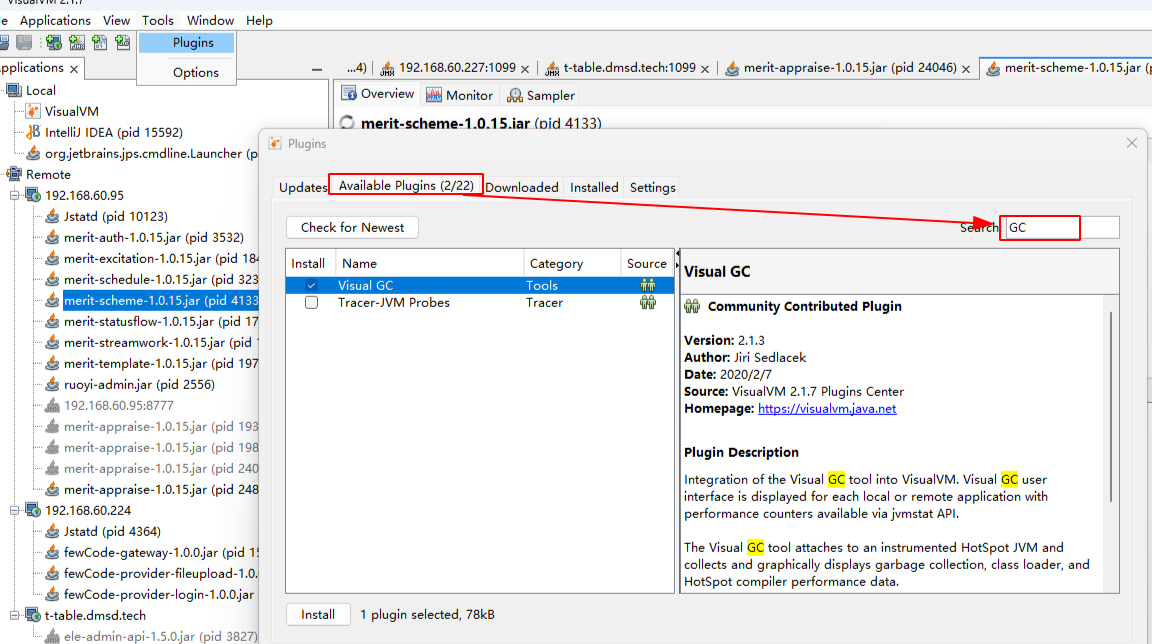 VisualVM 2.1.7
Applications View Tools Window Help
Plugins
Options
pplications
...4) 192.168.60.227:1099 t-table.dmsd.tech:1099 merit-appraise-1.0.15.jar (pid 24046) merit-scheme-1.0.15.jar (
Overview Monitor Sampler
merit-scheme-1.0.15.jar (pid 4133)
Local
VisualVM
IntelliJ IDEA (pid 15592)
org.jetbrains.jps.cmdline.Launcher (p
Remote
192.168.60.95
Jstatd (pid 10123)
merit-auth-1.0.15.jar (pid 3532)
merit-excitation-1.0.15.jar (pid 184
merit-schedule-1.0.15.jar (pid 323
merit-scheme-1.0.15.jar (pid 4133
merit-statusflow-1.0.15.jar (pid 17
merit-streamwork-1.0.15.jar (pid 1
merit-template-1.0.15.jar (pid 197
ruoyi-admin.jar (pid 2556)
192.168.60.95:8777
merit-appraise-1.0.15.jar (pid 193
merit-appraise-1.0.15.jar (pid 198
merit-appraise-1.0.15.jar (pid 240
merit-appraise-1.0.15.jar (pid 248
192.168.60.224
Jstatd (pid 4364)
fewCode-gateway-1.0.0.jar (pid 15
fewCode-provider-fileupload-1.0.
fewCode-provider-login-1.0.0.jar
t-table.dmsd.tech
ele-admin-api-1.5.0.jar (pid 3827)
Plugins
Updates Available Plugins (2/22) Downloaded Installed Settings
Check for Newest
Search: GC
Install Name Category Source
Visual GC Tools
Tracer-JVM Probes Tracer
Visual GC
Community Contributed Plugin
Version: 2.1.3
Author: Jiri Sedlacek
Date: 2020/2/7
Source: VisualVM 2.1.7 Plugins Center
Homepage: https://visualvm.java.net
Plugin Description
Integration of the Visual GC tool into VisualVM. Visual GC user
interface is displayed for each local or remote application with
performance counters available via jvmstat API.
The Visual GC tool attaches to an instrumented HotSpot JVM and
collects and graphically displays garbage collection, class loader, and
HotSpot compiler performance data.
Install 1 plugin selected, 78kB